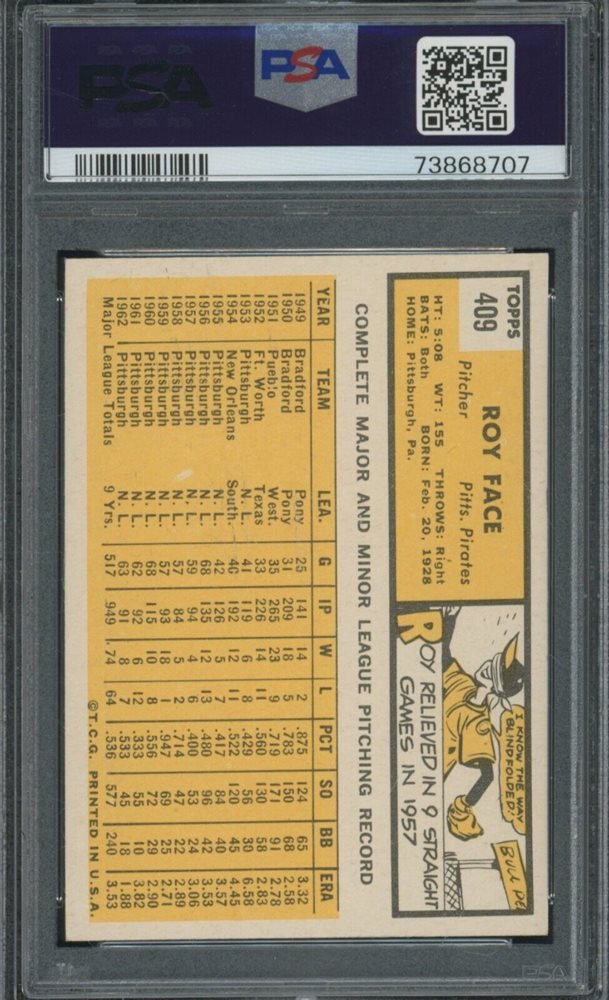 PSA
PSA
73868707
TOPPS
409
ROY FACE
Pitcher Pitts. Pirates
HT: 5:08 WT: 155 THROWS: Right
BATS: Both BORN: Feb. 20, 1928
HOME: Pittsburgh, Pa.
I KNOW THE WAY
BLINDFOLDED!
BULL PE
ROY RELIEVED IN 9 STRAIGHT
GAMES IN 1957
COMPLETE MAJOR AND MINOR LEAGUE PITCHING RECORD
YEAR TEAM LEA. G IP W L PCT SO BB ERA
1949 Bradford Pony 25 141 14 2 .875 124 65 3.32
1950 Bradford Pony 31 209 18 5 .783 150 68 2.58
1951 Pueblo West. 35 265 23 9 .719 171 91 2.78
1952 Ft. Worth Texas 33 226 14 11 .560 130 58 2.83
1953 Pittsburgh N. L. 41 119 6 8 .429 56 30 6.58
1954 New Orleans South. 40 192 12 11 .522 120 45 4.45
1955 Pittsburgh N. L. 42 126 5 7 .417 84 40 3.57
1956 Pittsburgh N. L. 68 135 12 13 .480 96 42 3.53
1957 Pittsburgh N. L. 59 94 4 6 .400 53 24 3.06
1958 Pittsburgh N. L. 57 84 5 2 .714 47 22 2.89
1959 Pittsburgh N. L. 57 93 18 1 .947 69 25 2.71
1960 Pittsburgh N. L. 68 115 10 8 .556 72 29 2.90
1961 Pittsburgh N. L. 62 92 6 12 .333 55 10 3.82
1962 Pittsburgh N. L. 63 91 8 7 .533 45 18 1.88
Major League Totals 9 Yrs. 517 949 74 64 .536 577 240 3.53
©T.C.G. PRINTED IN U.S.A.
PSA